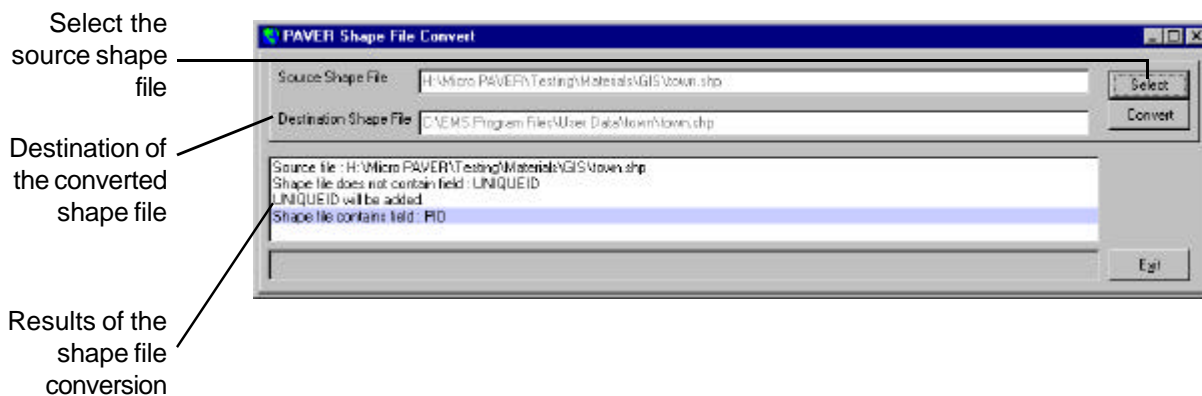 Select the
source shape
file
Destination of
the converted
shape file
Results of the
shape file
conversion
PAVER Shape File Convert
Source Shape File
H:\Micro PAVER\Testing\Materials\GIS\town.shp
Select
Destination Shape File
C:\EMS Program Files\User Data\town\town.shp
Convert
Source file : H:\Micro PAVER\Testing\Materials\GIS\town.shp
Shape file does not contain field : UNIQUEID
UNIQUEID will be added.
Shape file contains field : PID
Exit